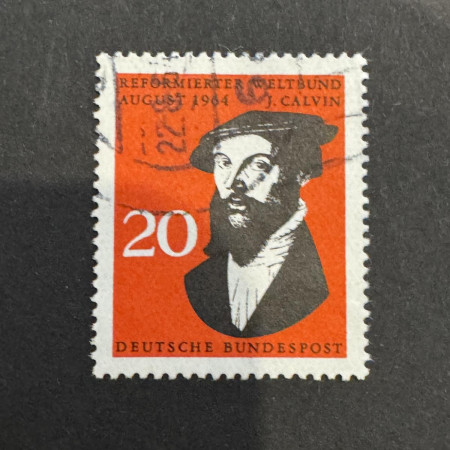 REFORMIERTER WELTBUND
AUGUST 1964 J. CALVIN
20
DEUTSCHE BUNDESPOST